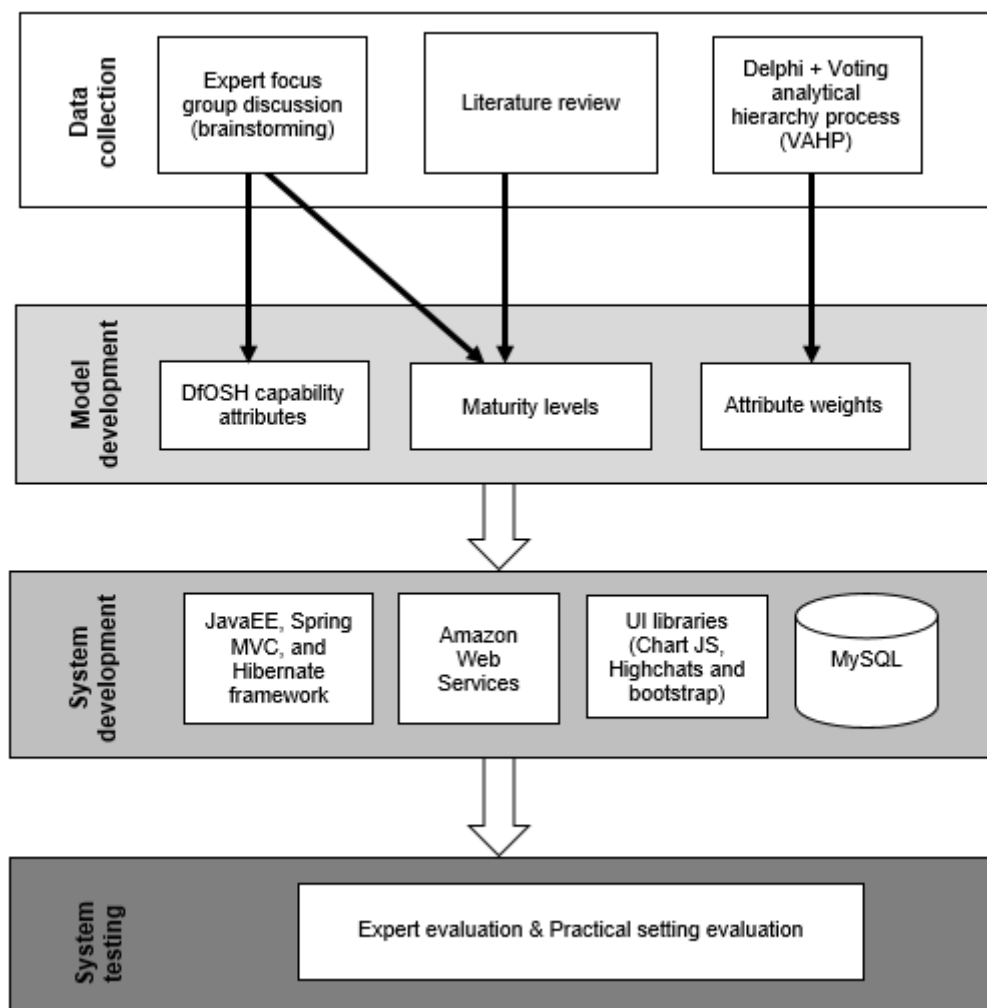 Data
collection
Expert focus
group discussion
(brainstorming)
Literature review
Delphi + Voting
analytical
hierarchy process
(VAHP)
Model
development
DfOSH capability
attributes
Maturity levels
Attribute weights
System
development
JavaEE, Spring
MVC, and
Hibernate
framework
Amazon
Web
Services
UI libraries
(Chart JS,
Highchats and
bootstrap)
MySQL
System
testing
Expert evaluation & Practical setting evaluation